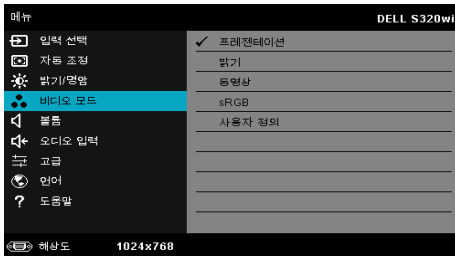 메뉴
DELL S320wi
입력 선택
자동 조정
밝기/명암
비디오 모드
볼륨
오디오 입력
고급
언어
도움말
프레젠테이션
밝기
동영상
sRGB
사용자 정의
해상도 1024x768